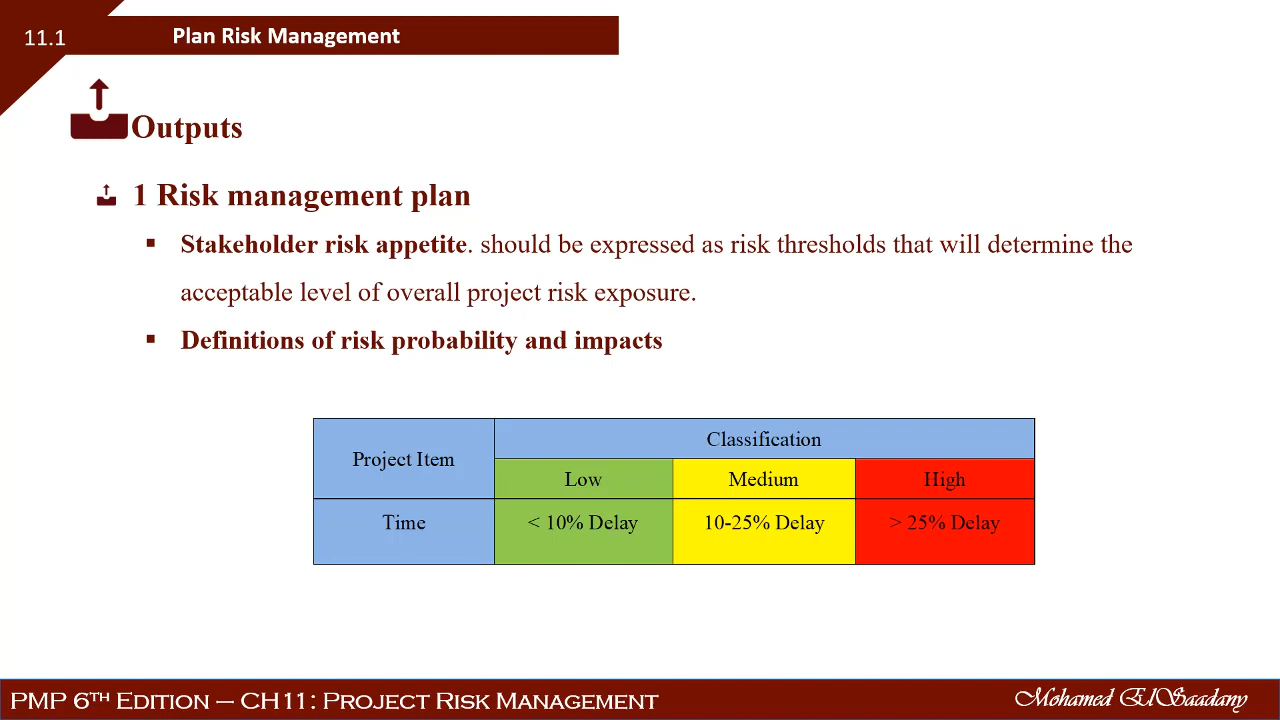 11.1
Plan Risk Management
Outputs
1 Risk management plan
▪ Stakeholder risk appetite. should be expressed as risk thresholds that will determine the
acceptable level of overall project risk exposure.
▪ Definitions of risk probability and impacts
Project Item
Classification
Low Medium High
Time < 10% Delay 10-25% Delay > 25% Delay
PMP 6TH Edition – CH11: Project Risk Management
Mohamed ElSaadany